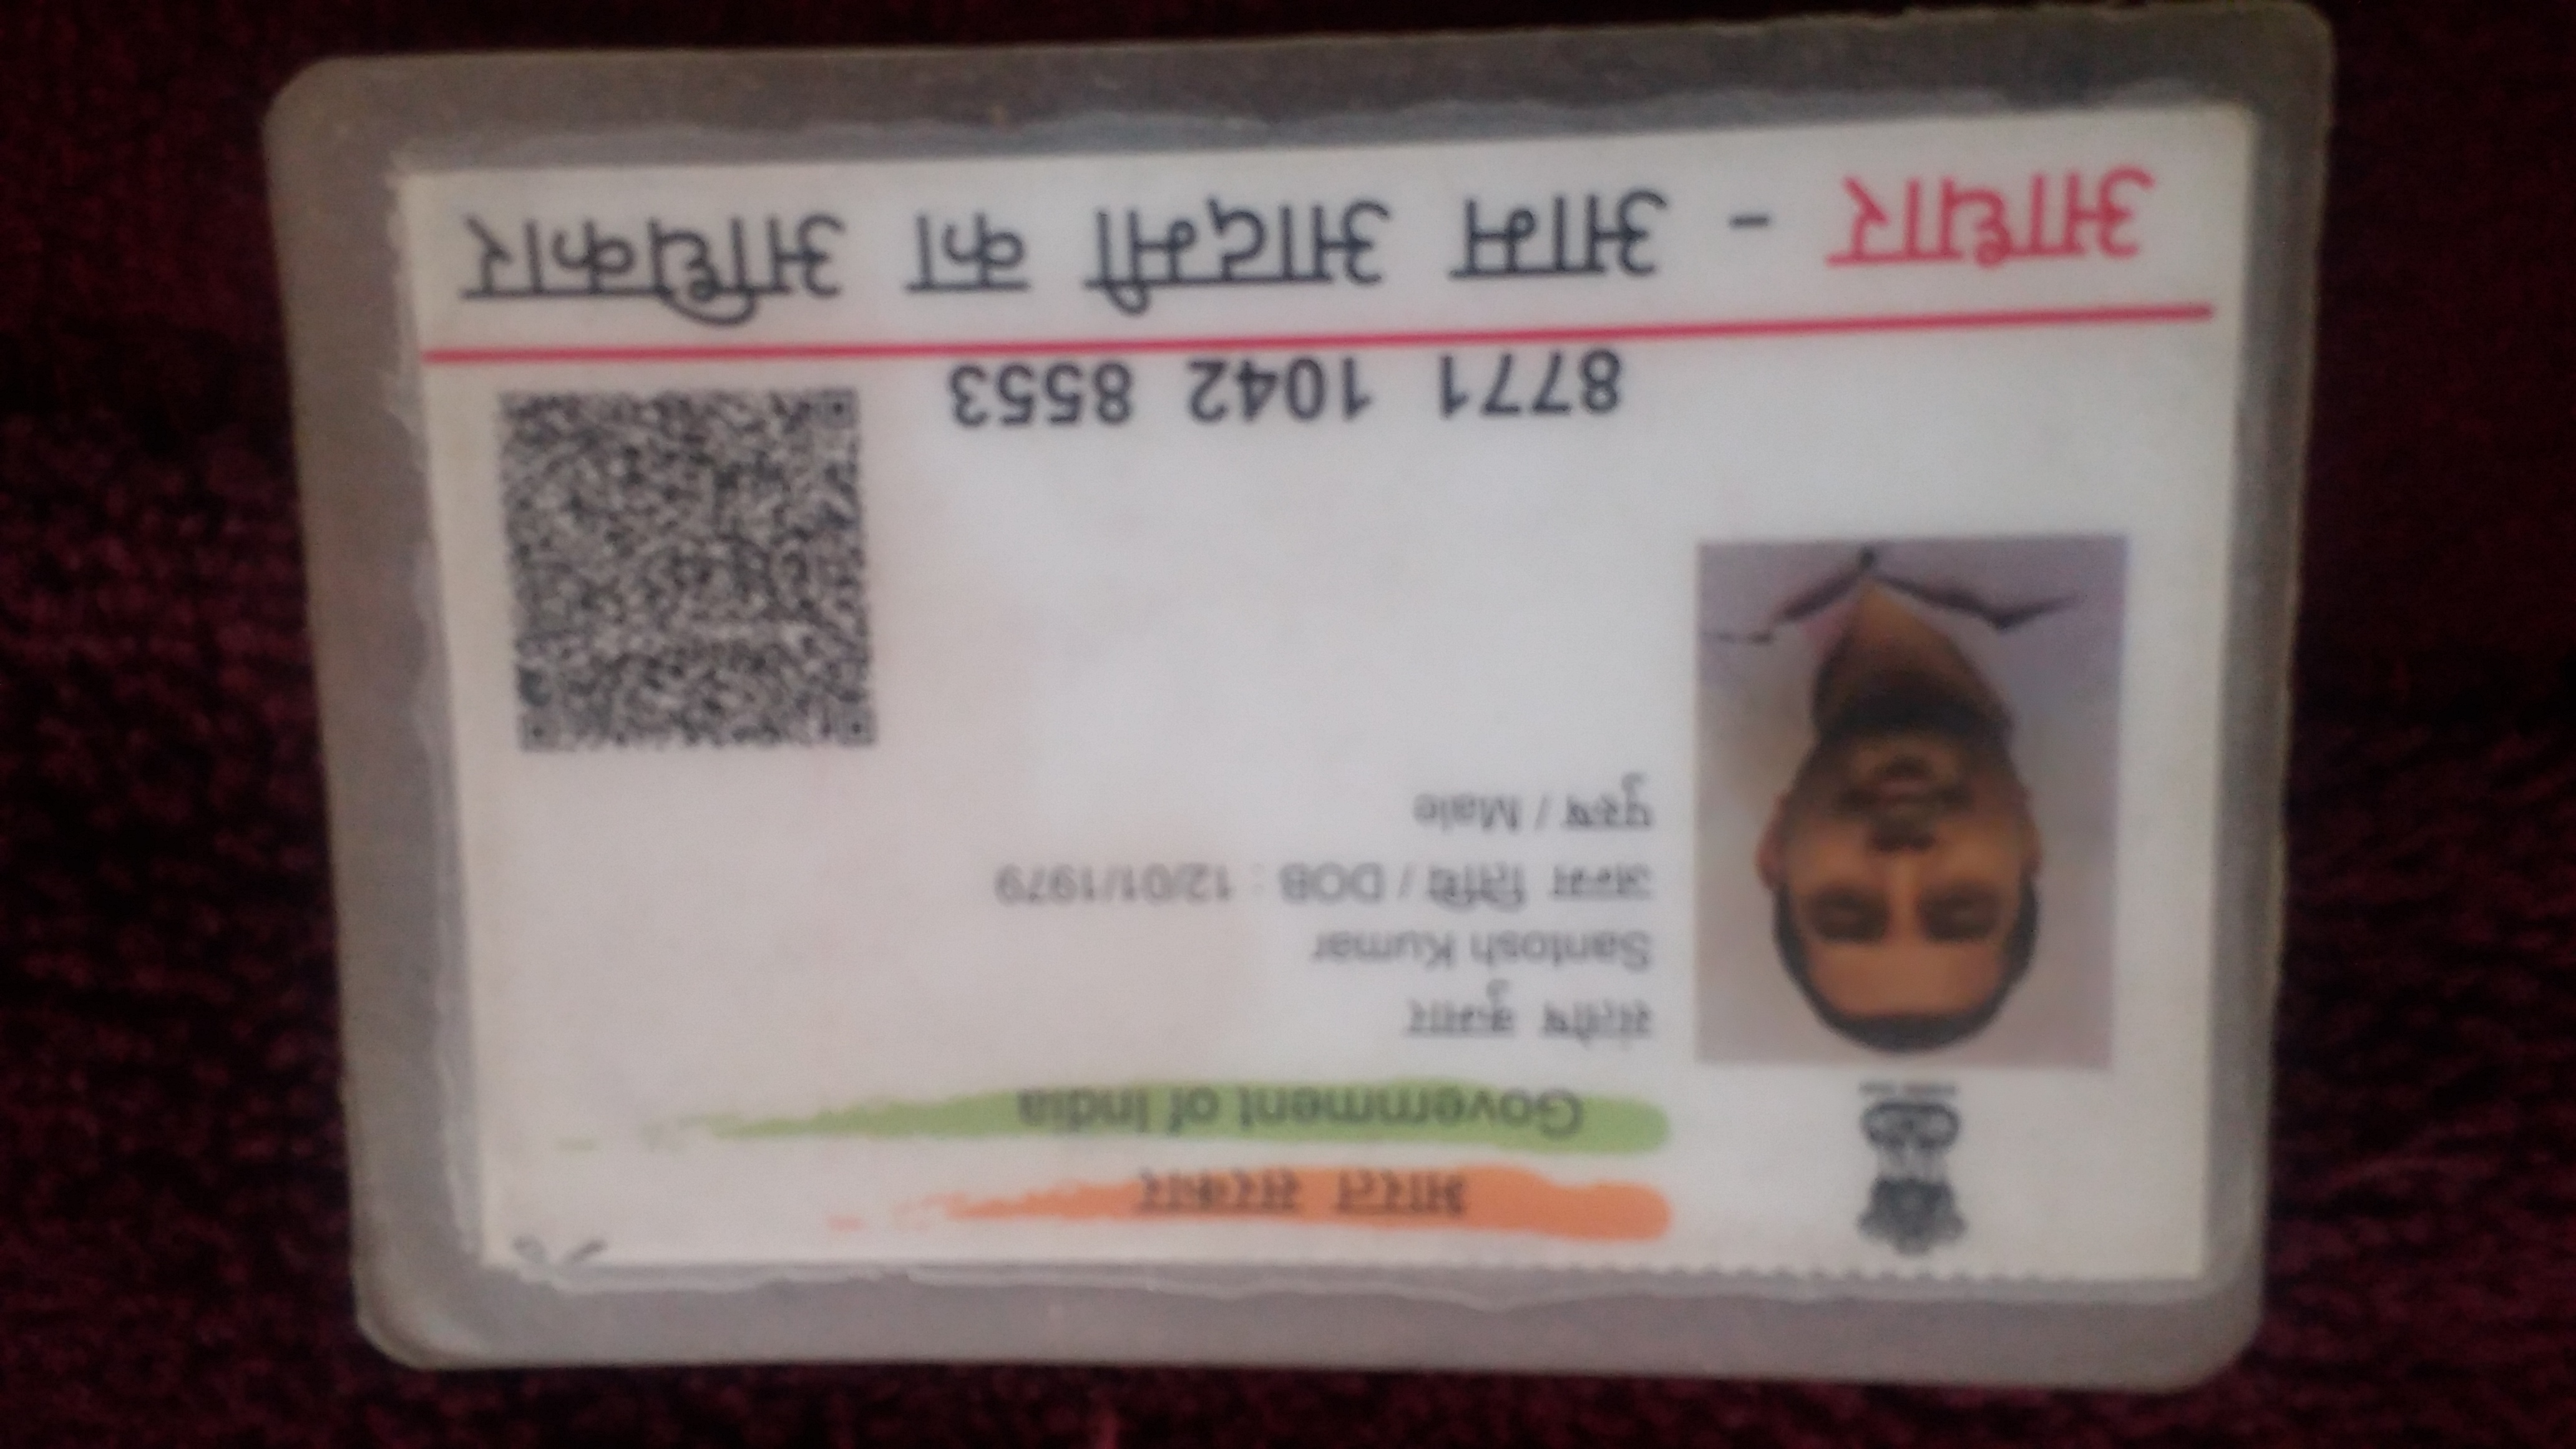 भारत सरकार
Government of India
संतोष कुमार
Santosh Kumar
जन्म तिथि / DOB : 12/01/1979
पुरुष / Male
8771 1042 8553
आधार - आम आदमी का अधिकार